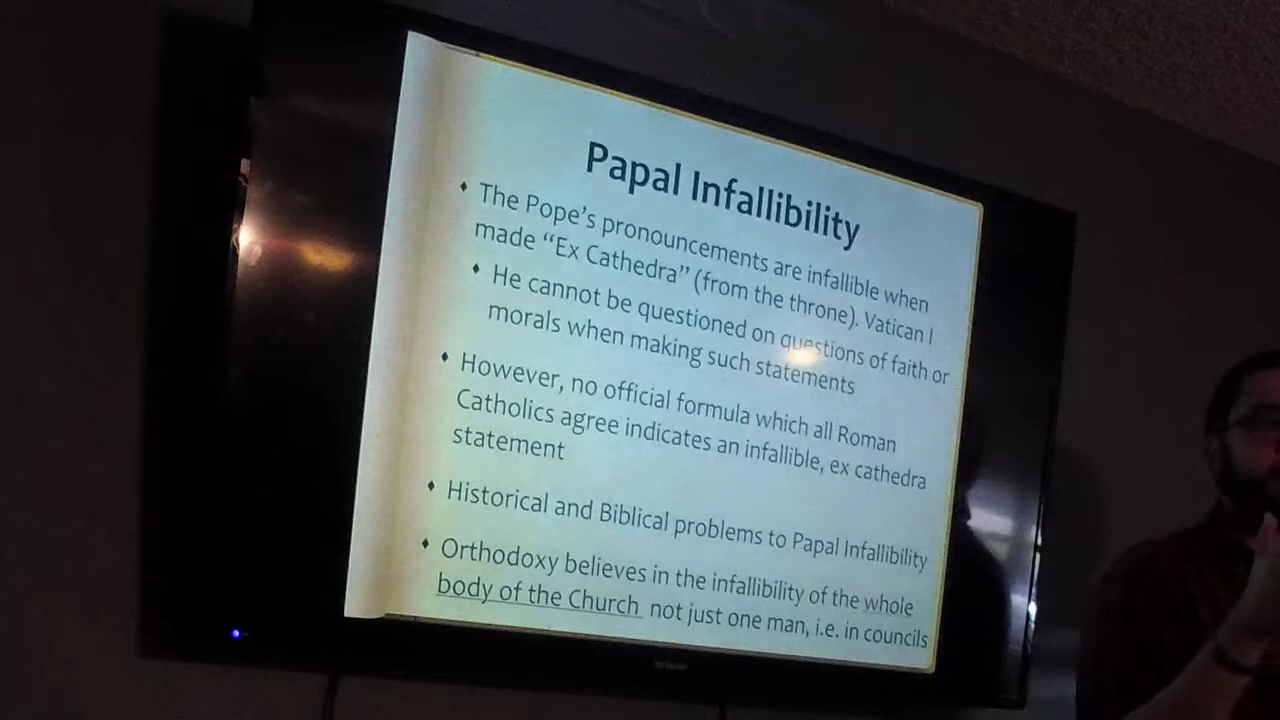 Papal Infallibility
The Pope's pronouncements are infallible when
made “Ex Cathedra” (from the throne). Vatican I
He cannot be questioned on questions of faith or
morals when making such statements
However, no official formula which all Roman
Catholics agree indicates an infallible, ex cathedra
statement
Historical and Biblical problems to Papal Infallibility
Orthodoxy believes in the infallibility of the whole
body of the Church not just one man, i.e. in councils